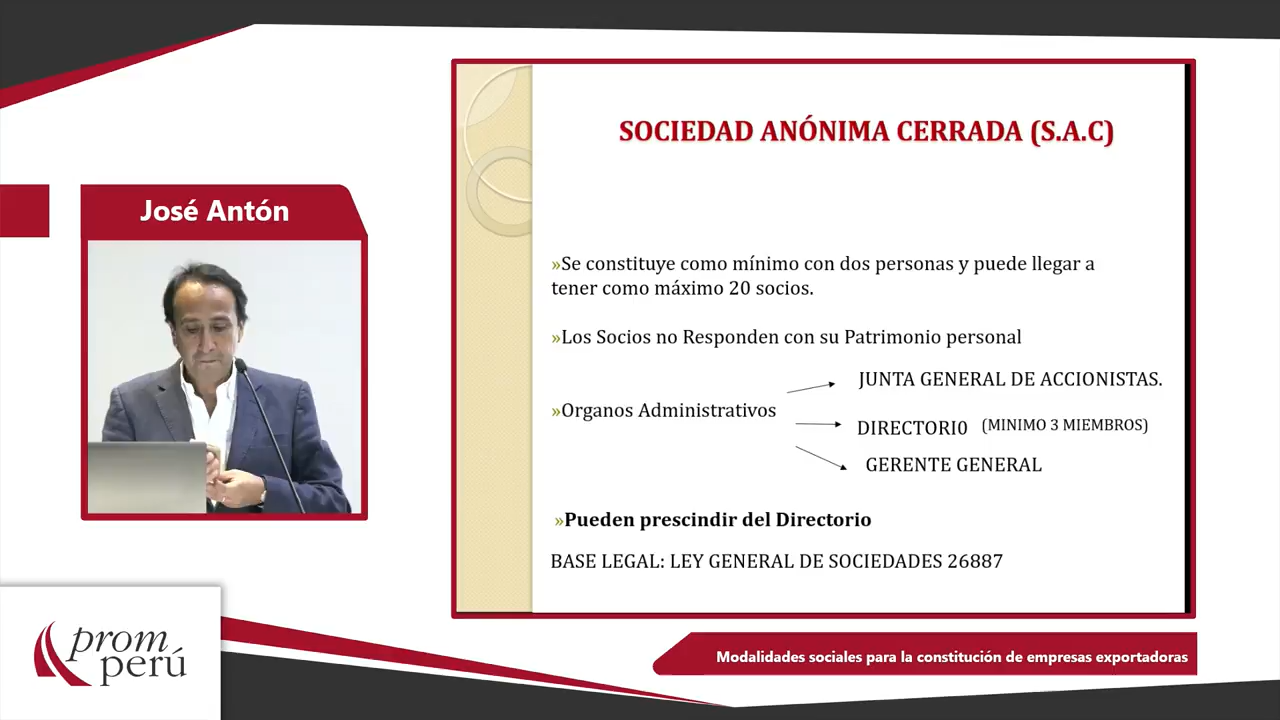 José Antón
SOCIEDAD ANÓNIMA CERRADA (S.A.C)
»Se constituye como mínimo con dos personas y puede llegar a
tener como máximo 20 socios.
»Los Socios no Responden con su Patrimonio personal
JUNTA GENERAL DE ACCIONISTAS.
»Organos Administrativos
DIRECTORI0 (MINIMO 3 MIEMBROS)
GERENTE GENERAL
»Pueden prescindir del Directorio
BASE LEGAL: LEY GENERAL DE SOCIEDADES 26887
prom
perú
Modalidades sociales para la constitución de empresas exportadoras